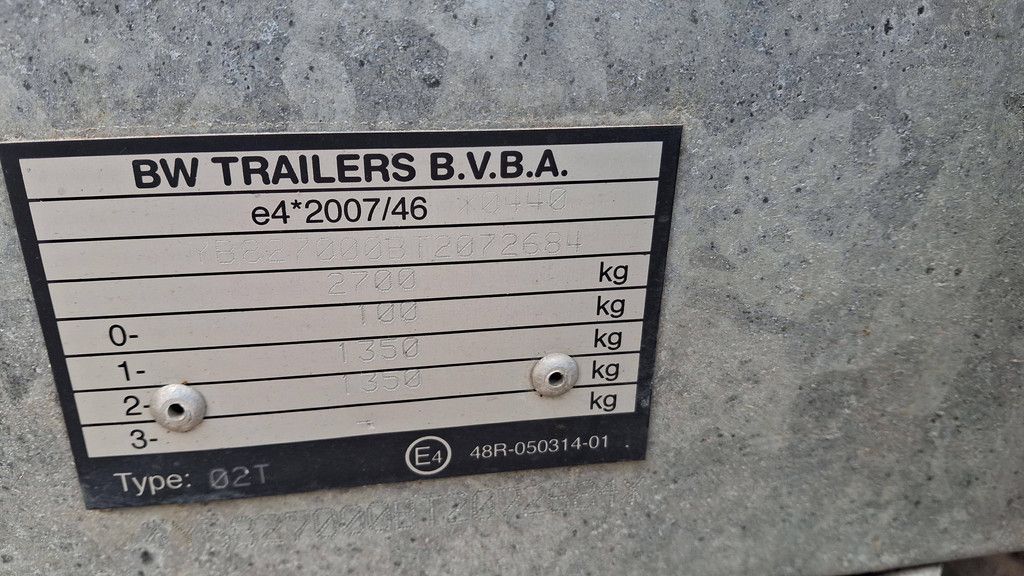 BW TRAILERS B.V.B.A.
e4*2007/46 *0440
YB827000BT2072684
2700 kg
0- 100 kg
1- 1350 kg
2- 1350 kg
3- - kg
Type: 02T E4 48R-050314-01